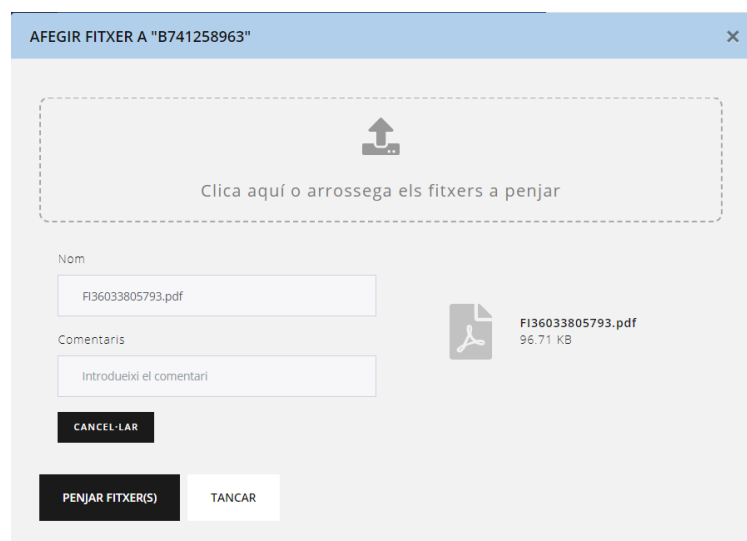 AFEGIR FITXER A "B741258963"
×
Clica aquí o arrossega els fitxers a penjar
Nom
FI36033805793.pdf
FI36033805793.pdf
96.71 KB
Comentaris
Introdueixi el comentari
CANCEL·LAR
PENJAR FITXER(S)
TANCAR